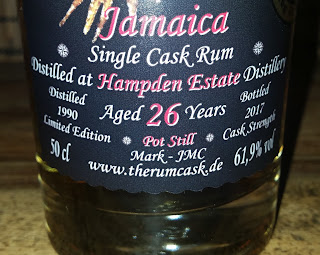 Jamaica
Single Cask Rum
Distilled at Hampden Estate Distillery
Distilled 1990
Limited Edition
Aged 26 Years
Bottled 2017
Cask Strength
50 cl
Pot Still
Mark - JMC
61,9% vol
www.therumcask.de